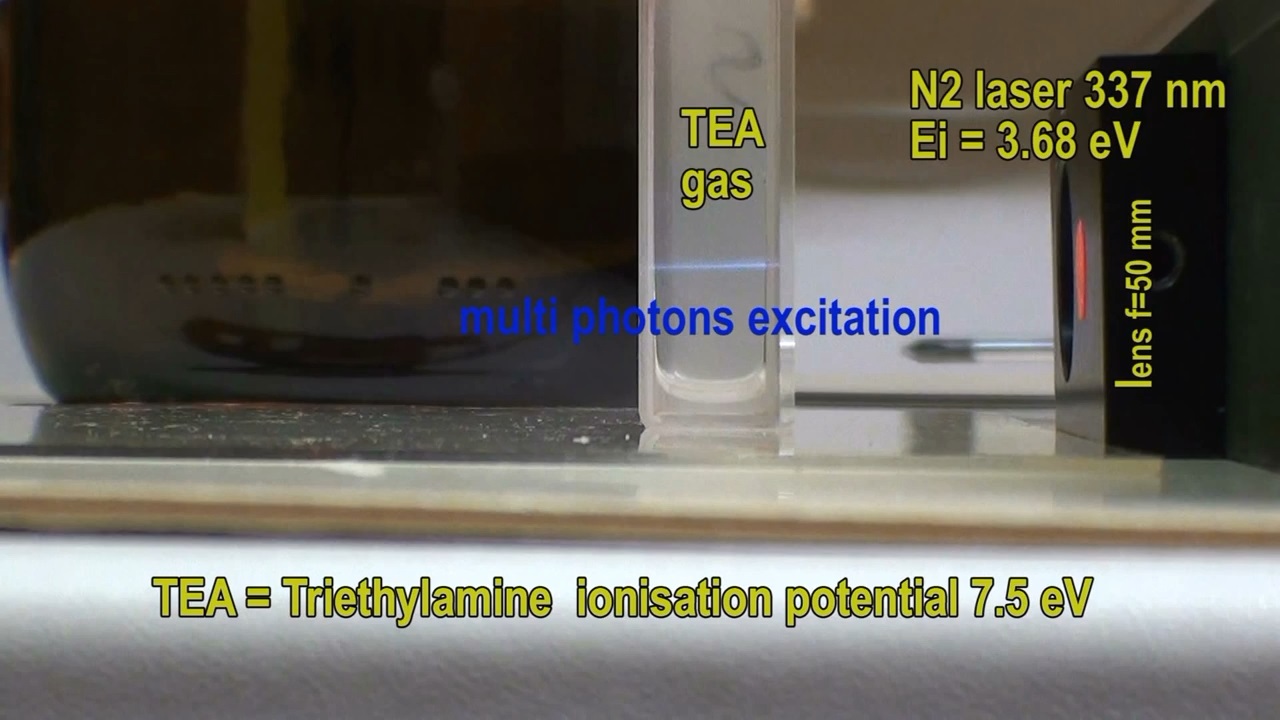 N2 laser 337 nm
Ei = 3.68 eV
TEA
gas
lens f=50 mm
multi photons excitation
TEA = Triethylamine ionisation potential 7.5 eV